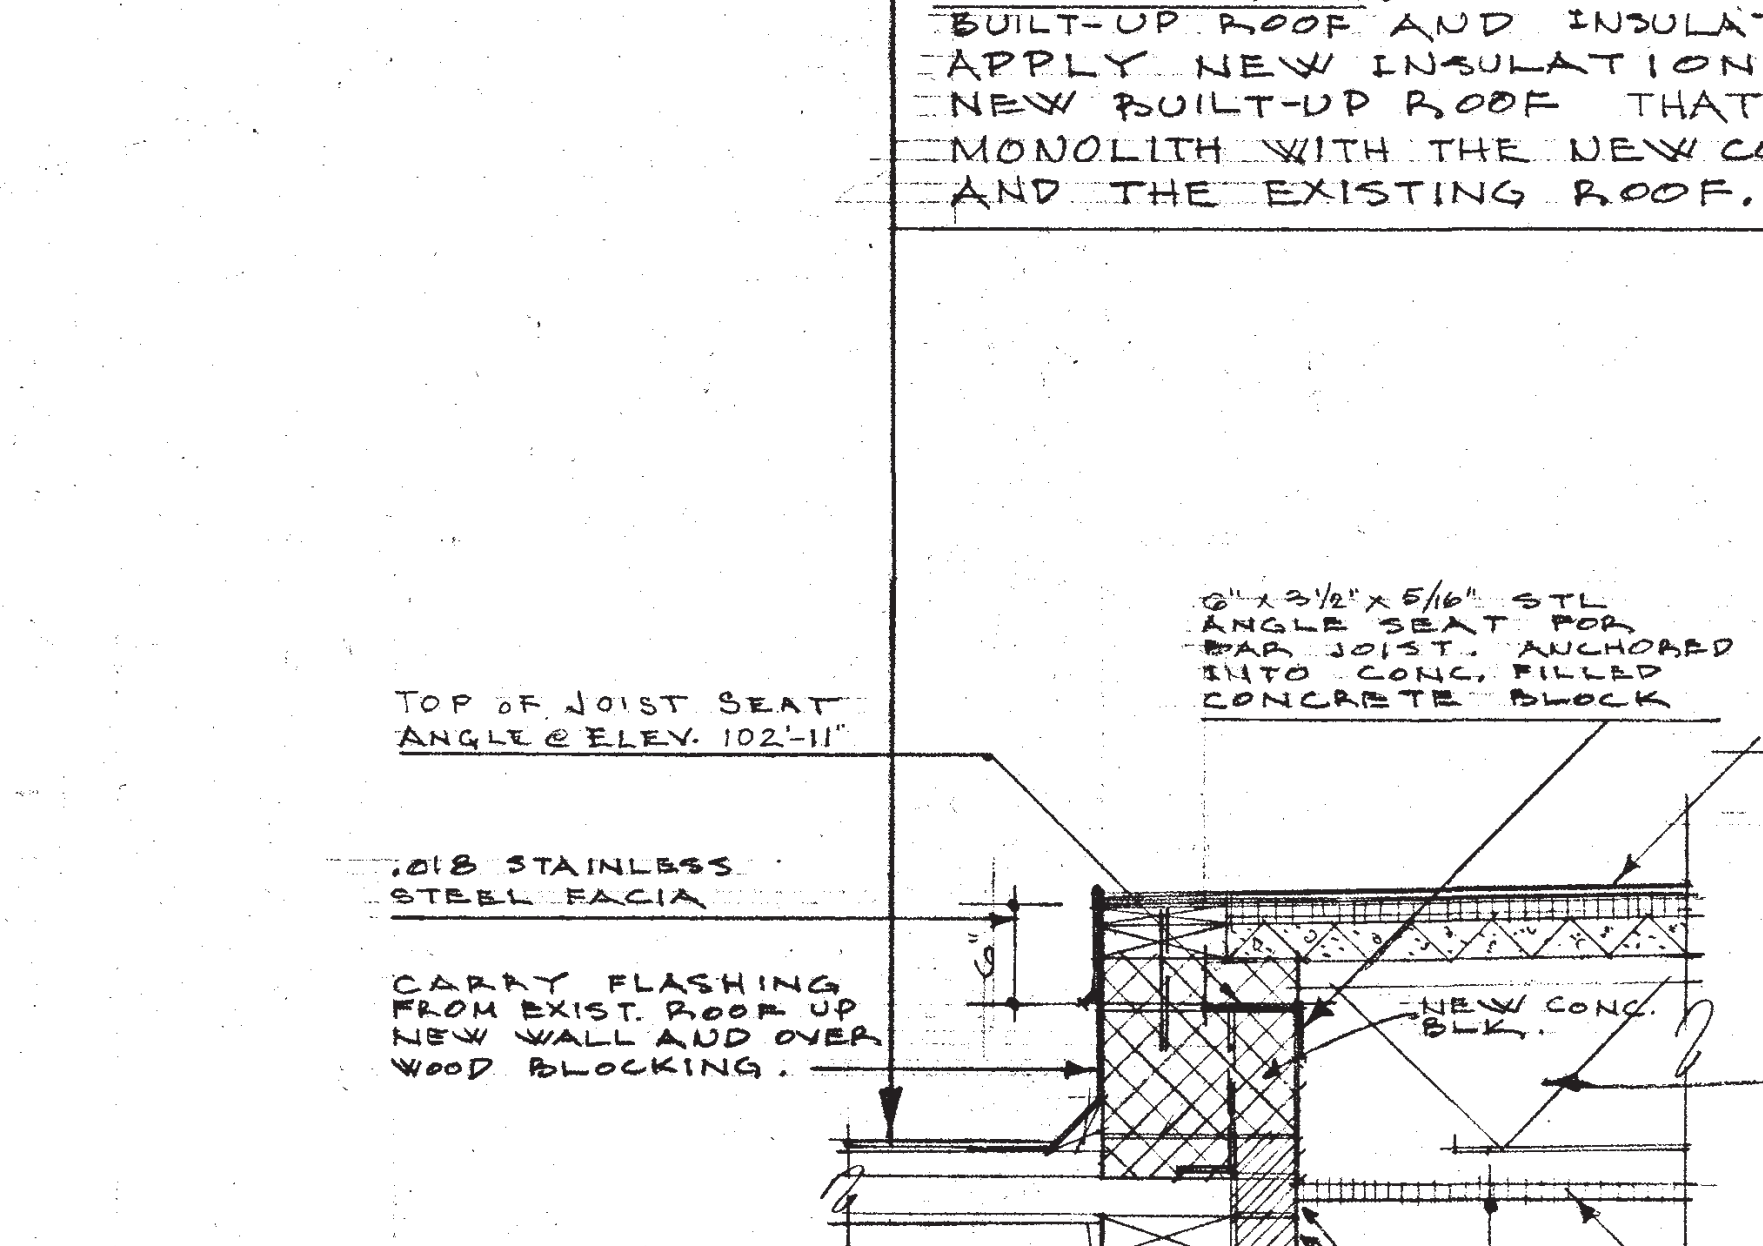 BUILT-UP ROOF AND INSULA-
APPLY NEW INSULATION
NEW BUILT-UP ROOF THAT
MONOLITH WITH THE NEW CO
AND THE EXISTING ROOF.
6" x 3 1/2" x 5/16" STL
ANGLE SEAT FOR
BAR JOIST. ANCHORED
INTO CONC. FILLED
CONCRETE BLOCK
TOP OF JOIST SEAT
ANGLE @ ELEV. 102'-11"
.018 STAINLESS
STEEL FACIA
6"
CARRY FLASHING
FROM EXIST. ROOF UP
NEW WALL AND OVER
WOOD BLOCKING.
NEW CONC.
BLK.